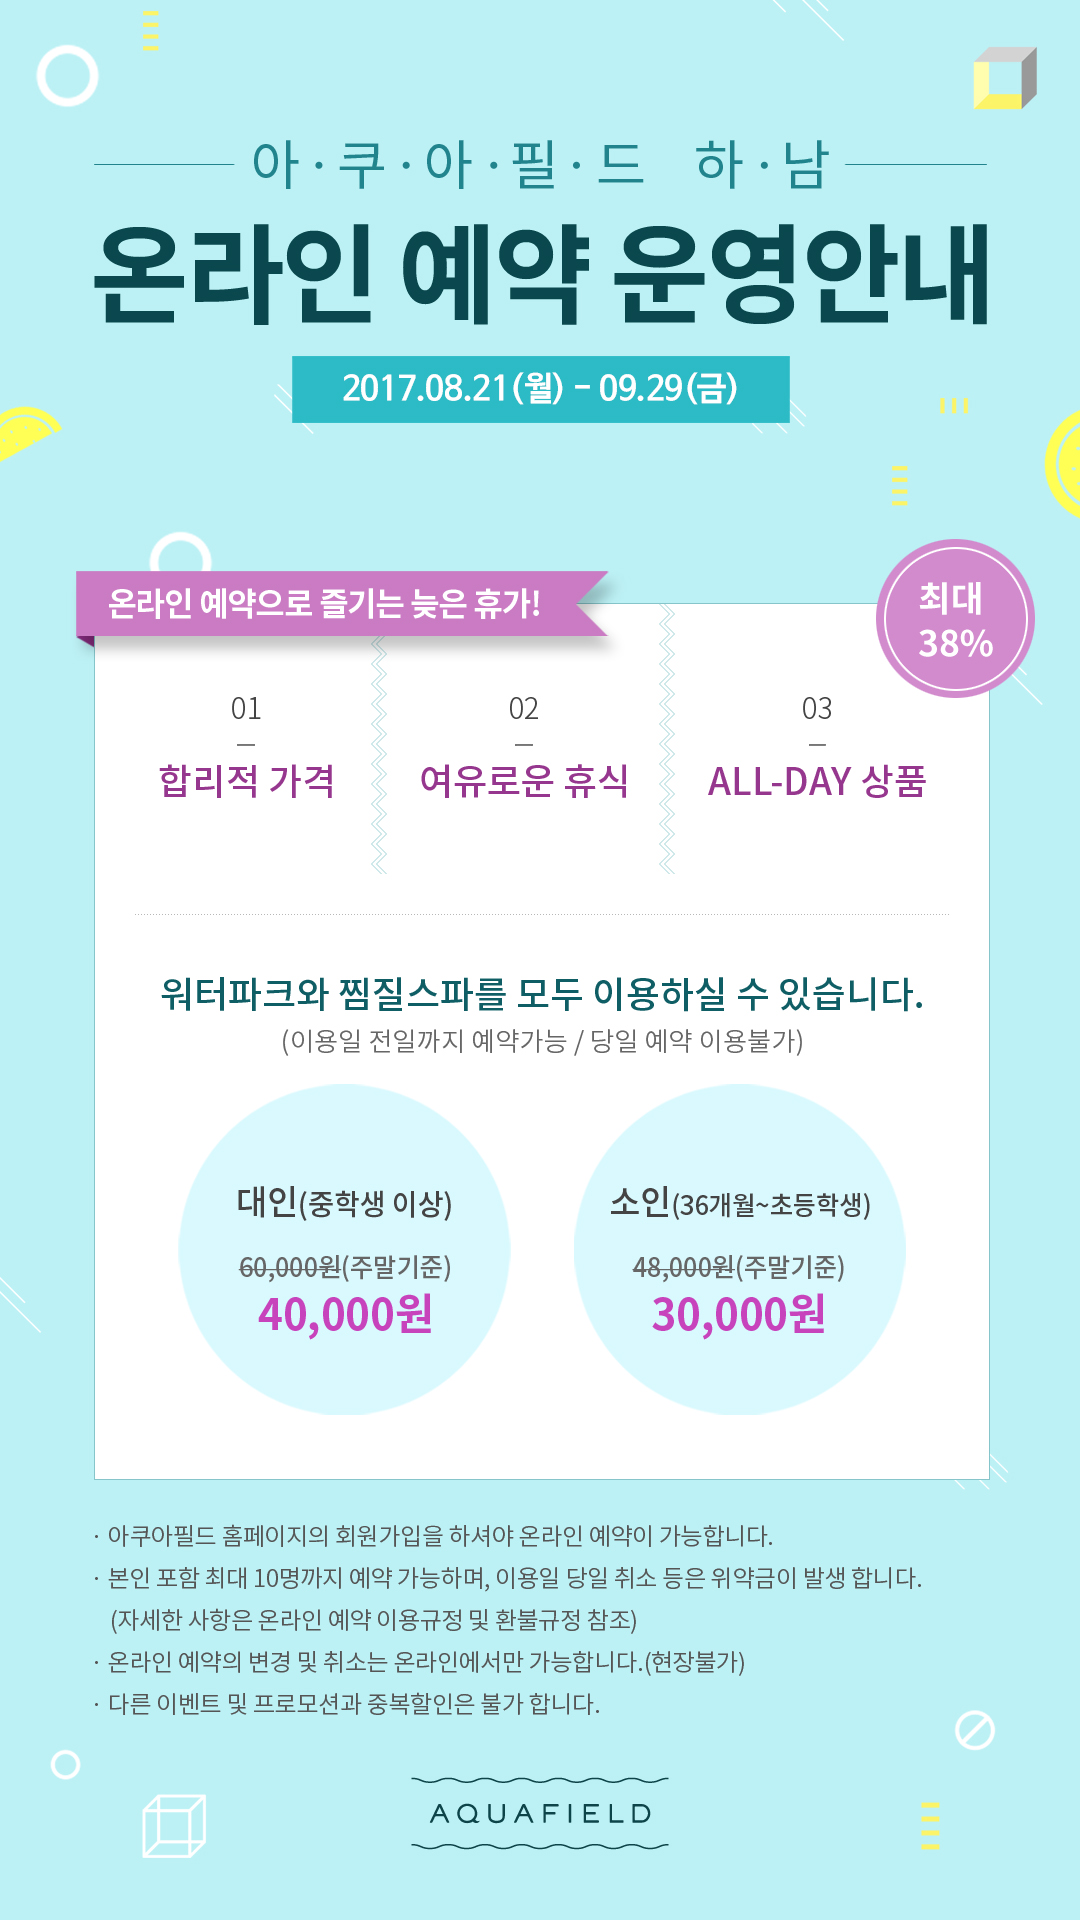 아·쿠·아·필·드 하·남
온라인 예약 운영안내
2017.08.21(월) - 09.29(금)
온라인 예약으로 즐기는 늦은 휴가!
최대
38%
01
합리적 가격
02
여유로운 휴식
03
ALL-DAY 상품
워터파크와 찜질스파를 모두 이용하실 수 있습니다.
(이용일 전일까지 예약가능 / 당일 예약 이용불가)
대인(중학생 이상)
60,000원(주말기준)
40,000원
소인(36개월~초등학생)
48,000원(주말기준)
30,000원
· 아쿠아필드 홈페이지의 회원가입을 하셔야 온라인 예약이 가능합니다.
· 본인 포함 최대 10명까지 예약 가능하며, 이용일 당일 취소 등은 위약금이 발생 합니다.
(자세한 사항은 온라인 예약 이용규정 및 환불규정 참조)
· 온라인 예약의 변경 및 취소는 온라인에서만 가능합니다.(현장불가)
· 다른 이벤트 및 프로모션과 중복할인은 불가 합니다.
AQUAFIELD